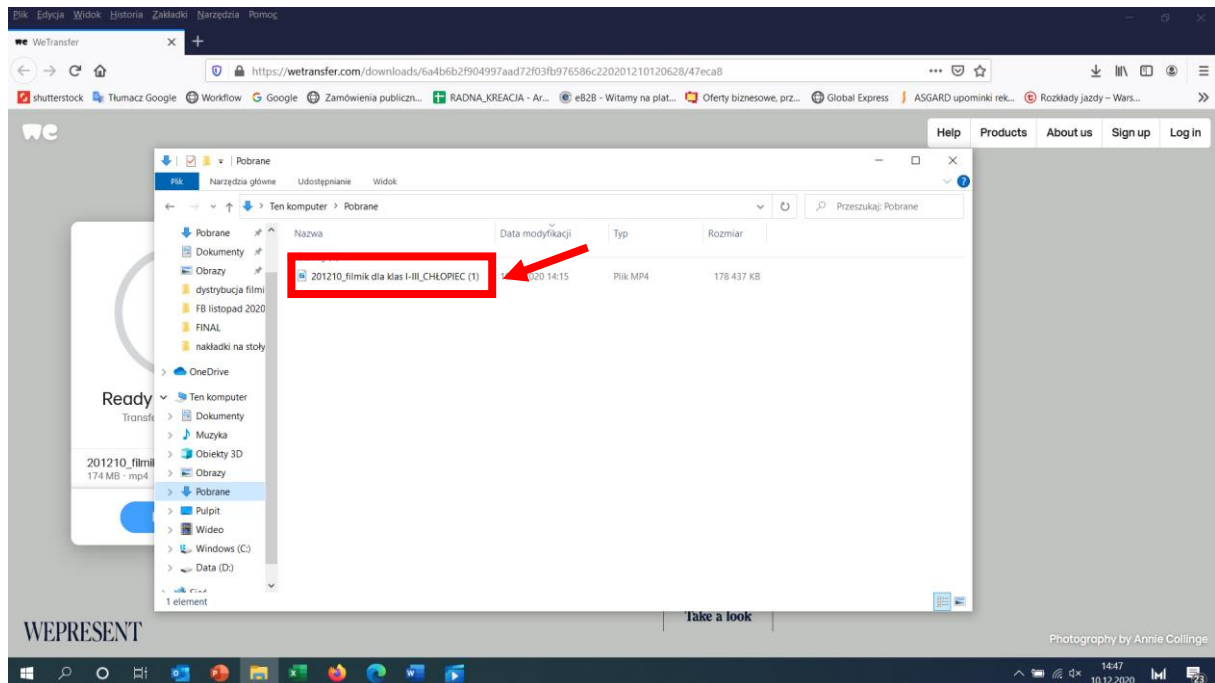 Plik Edycja Widok Historia Zakładki Narzędzia Pomoc
we WeTransfer
https://wetransfer.com/downloads/6a4b6b2f904997aad72f03fb976586c220201210120628/47eca8
shutterstock Tłumacz Google Workflow Google Zamówienia publiczn... RADNA_KREACJA - Ar... eB2B - Witamy na plat... Oferty biznesowe, prz... Global Express ASGARD upominki rek... Rozkłady jazdy – Wars...
we Help Products About us Sign up Log in
Pobrane
Plik Narzędzia główne Udostępnianie Widok
Ten komputer > Pobrane Przeszukaj: Pobrane
Nazwa Data modyfikacji Typ Rozmiar
201210_filmik dla klas I-III_CHŁOPIEC (1) 14:15 Plik MP4 178 437 KB
Pobrane
Dokumenty
Obrazy
dystrybucja filmi
FB listopad 2020
FINAL
nakładki na stoły
OneDrive
Ten komputer
Dokumenty
Muzyka
Obiekty 3D
Obrazy
Pobrane
Pulpit
Wideo
Windows (C:)
Data (D:)
1 element
Ready
Transfe
201210_filmil
174 MB - mp4
Take a look
WEPRESENT
Photography by Annie Collinge
14:47
10.12.2020
23